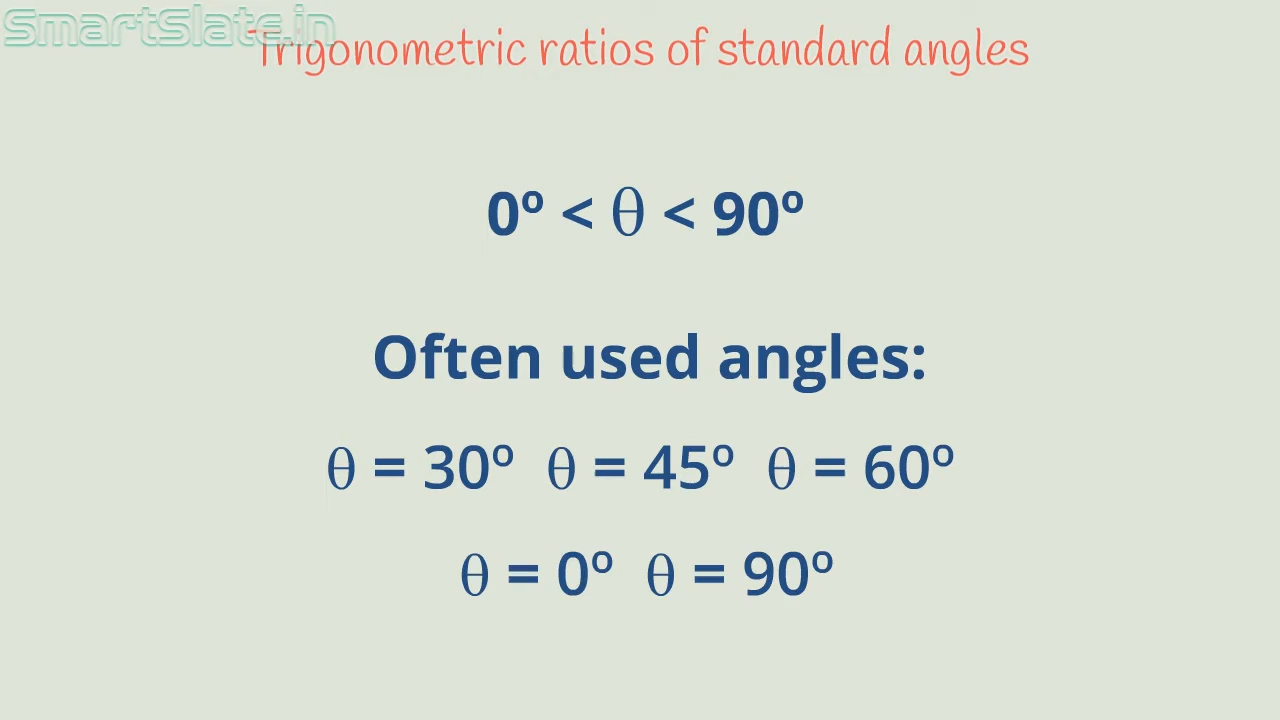 SmartSlate.in
Trigonometric ratios of standard angles
0º < θ < 90º
Often used angles:
θ = 30º θ = 45º θ = 60º
θ = 0º θ = 90º